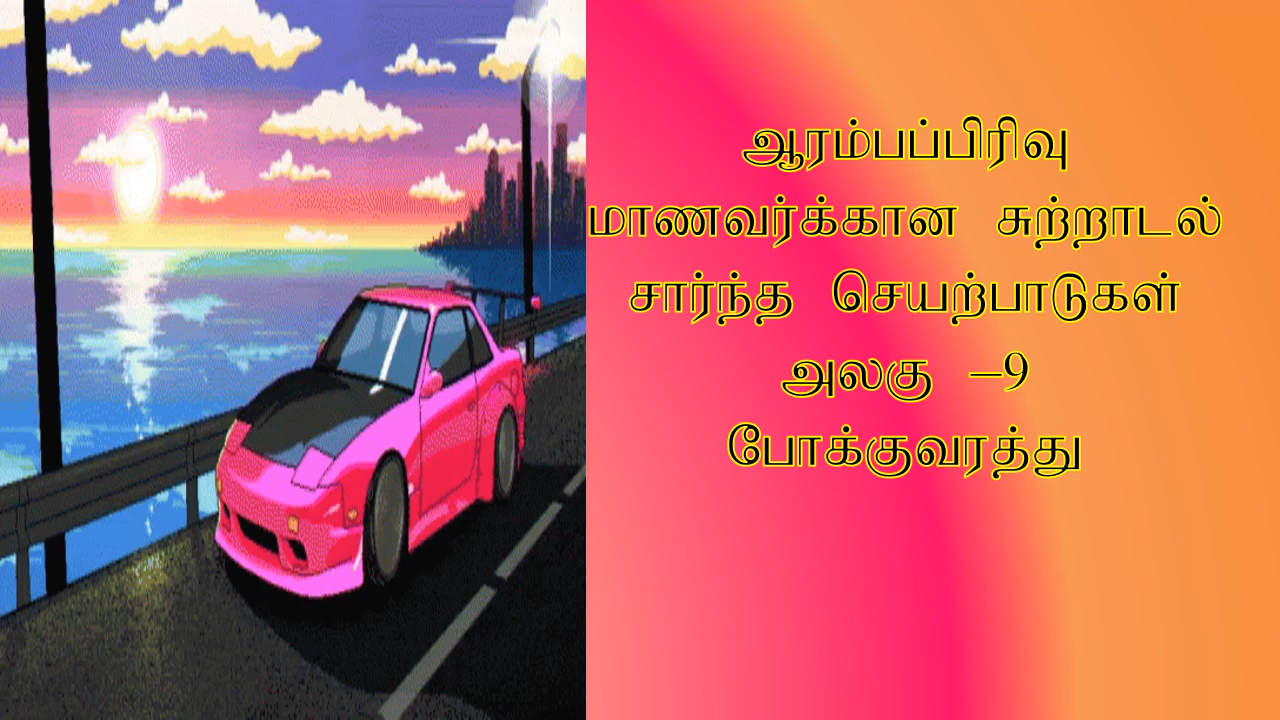 ஆரம்பப்பிரிவு
மாணவர்க்கான சுற்றாடல்
சார்ந்த செயற்பாடுகள்
அலகு –9
போக்குவரத்து